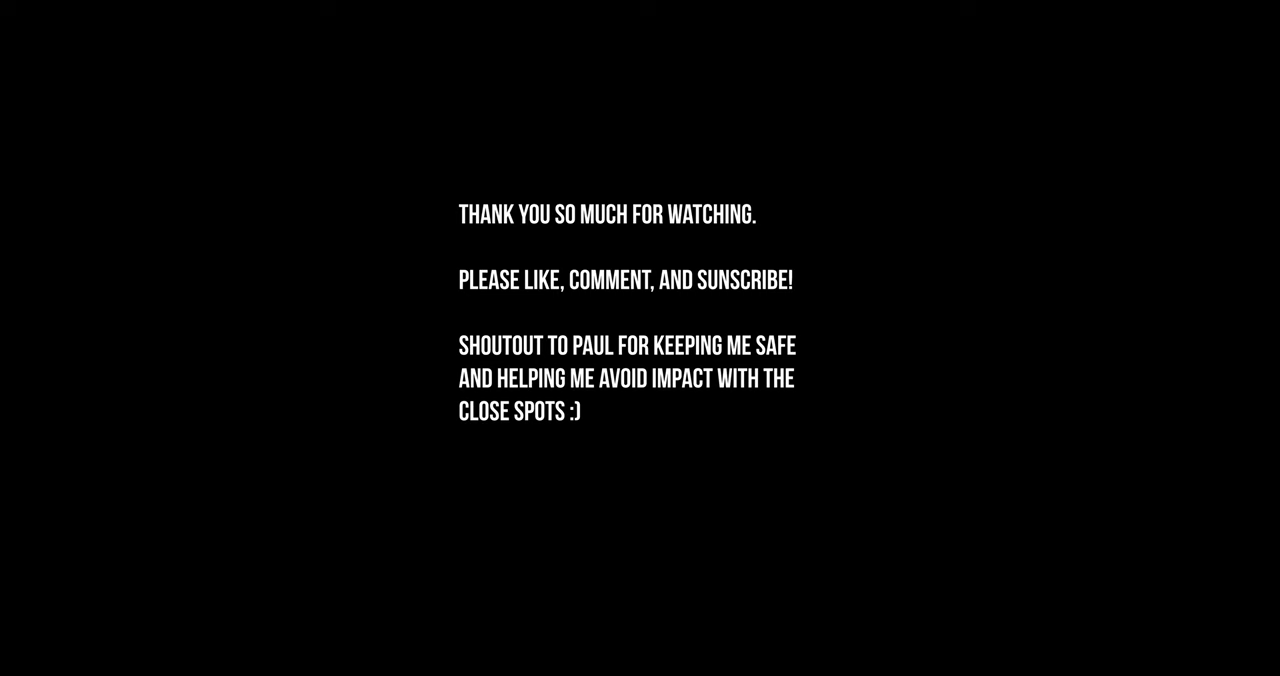 THANK YOU SO MUCH FOR WATCHING.
PLEASE LIKE, COMMENT, AND SUNSCRIBE!
SHOUTOUT TO PAUL FOR KEEPING ME SAFE
AND HELPING ME AVOID IMPACT WITH THE
CLOSE SPOTS :)